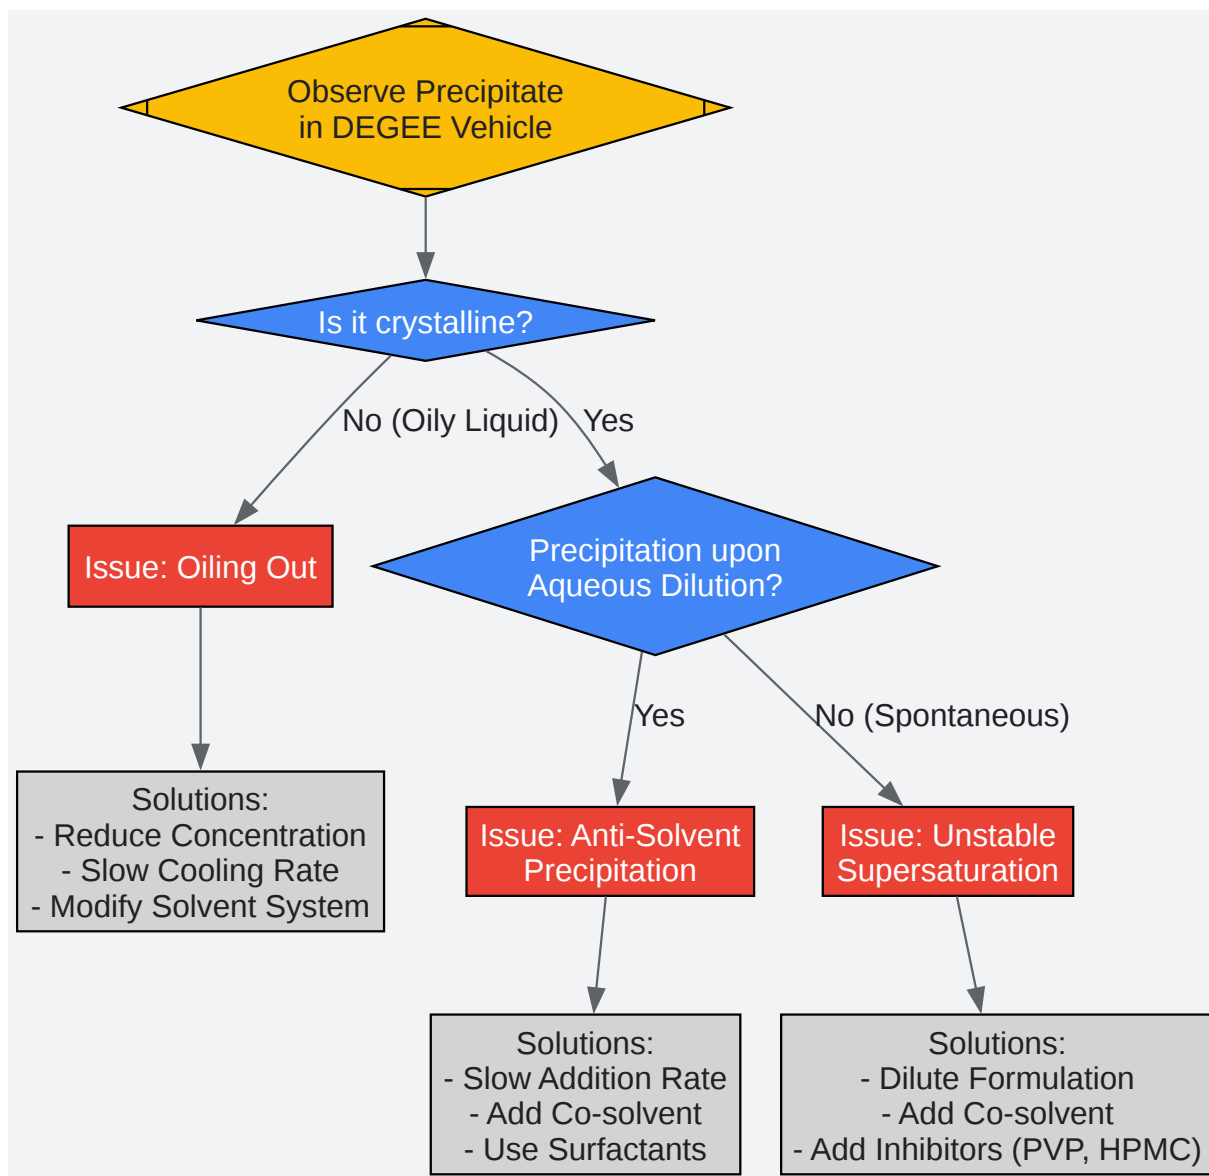 Observe Precipitate
in DEGEE Vehicle
Is it crystalline?
No (Oily Liquid)
Yes
Issue: Oiling Out
Precipitation upon
Aqueous Dilution?
Yes
No (Spontaneous)
Solutions:
- Reduce Concentration
- Slow Cooling Rate
- Modify Solvent System
Issue: Anti-Solvent
Precipitation
Issue: Unstable
Supersaturation
Solutions:
- Slow Addition Rate
- Add Co-solvent
- Use Surfactants
Solutions:
- Dilute Formulation
- Add Co-solvent
- Add Inhibitors (PVP, HPMC)